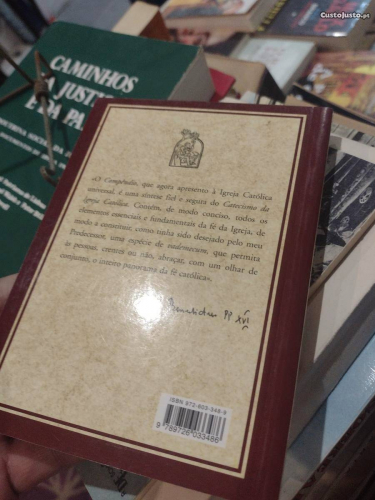 CustoJusto.pt
CAMINHOS
JUSTI
E PA
«O Compêndio, que agora apresento à Igreja Católica
universal, é uma síntese fiel e segura do Catecismo da
Igreja Católica. Contém, de modo conciso, todos os
elementos essenciais e fundamentais da fé da Igreja, de
modo a constituir, como tinha sido desejado pelo meu
Predecessor, uma espécie de vademecum, que permita
às pessoas, crentes ou não, abraçar, com um olhar de
conjunto, o inteiro panorama da fé católica».
Benedictus PP XVI
ISBN 972-603-348-6
9 789726 033486